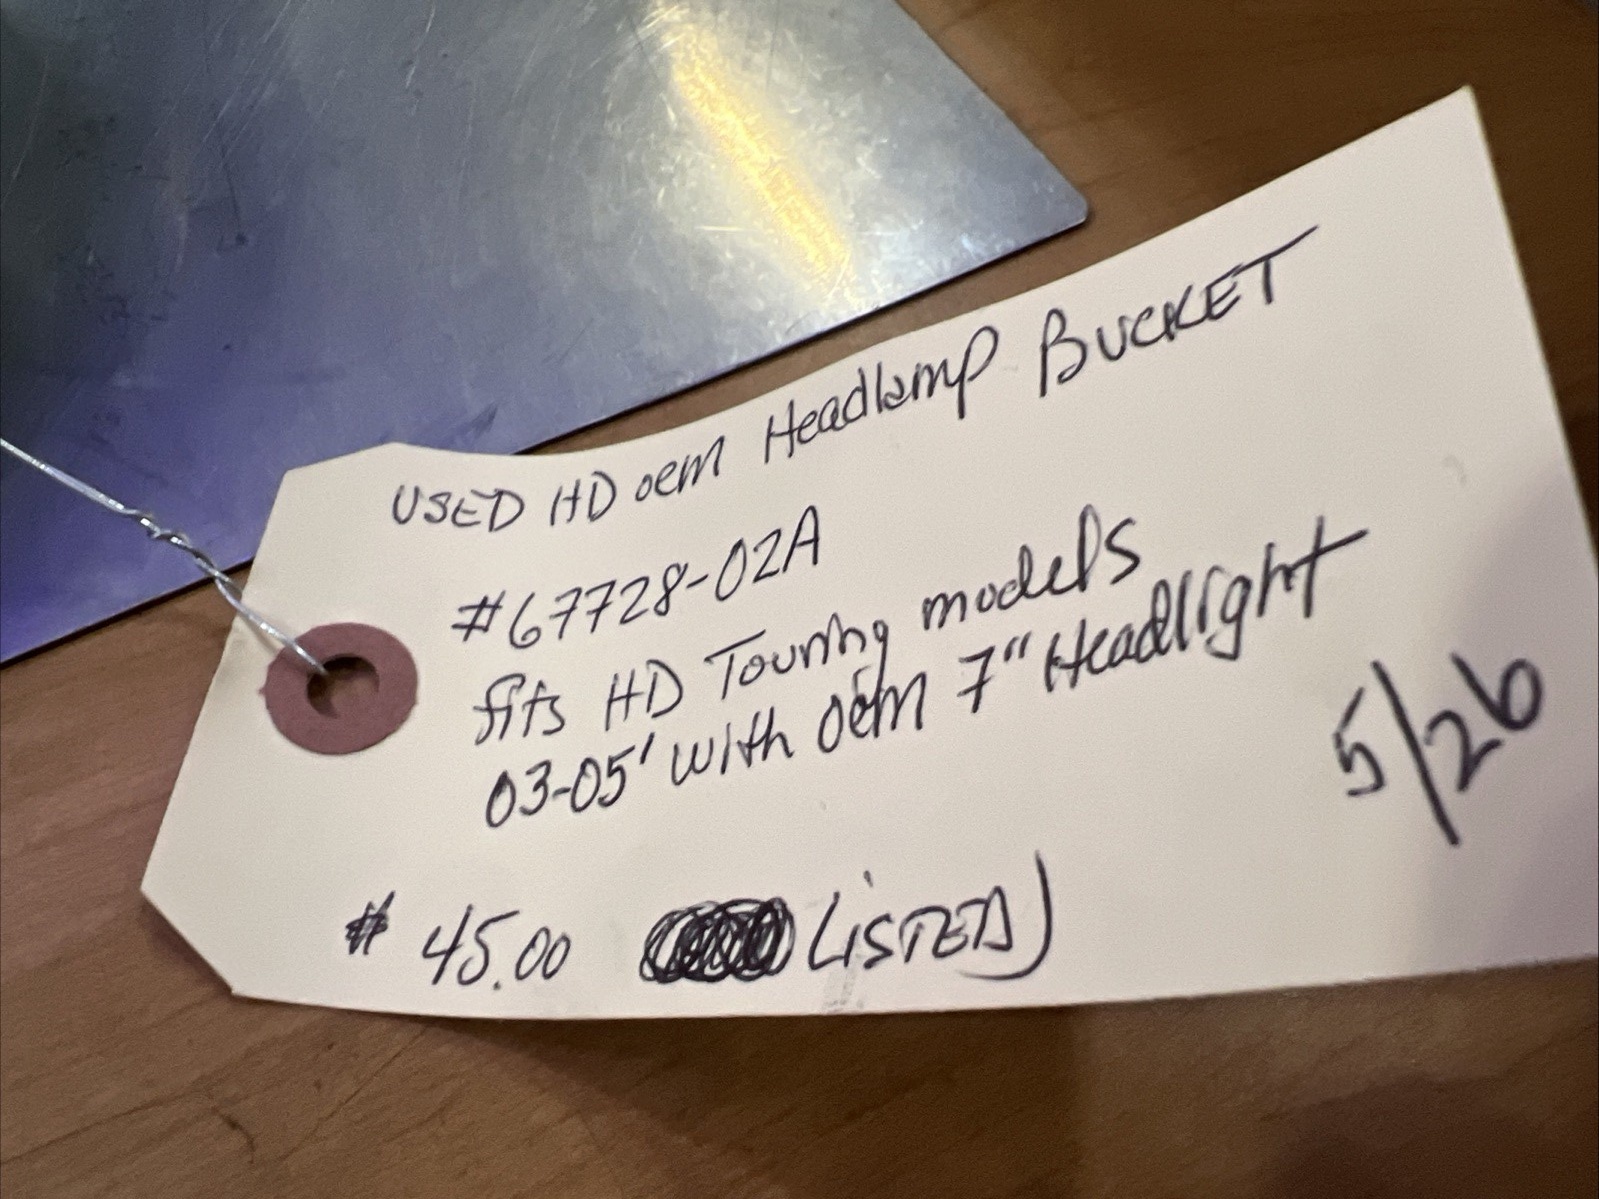 USED HD oem Headlamp BUCKET
#67728-02A
fits HD Touring models
03-05' with oem 7" Headlight
5/26
# 45.00 LiSTED)